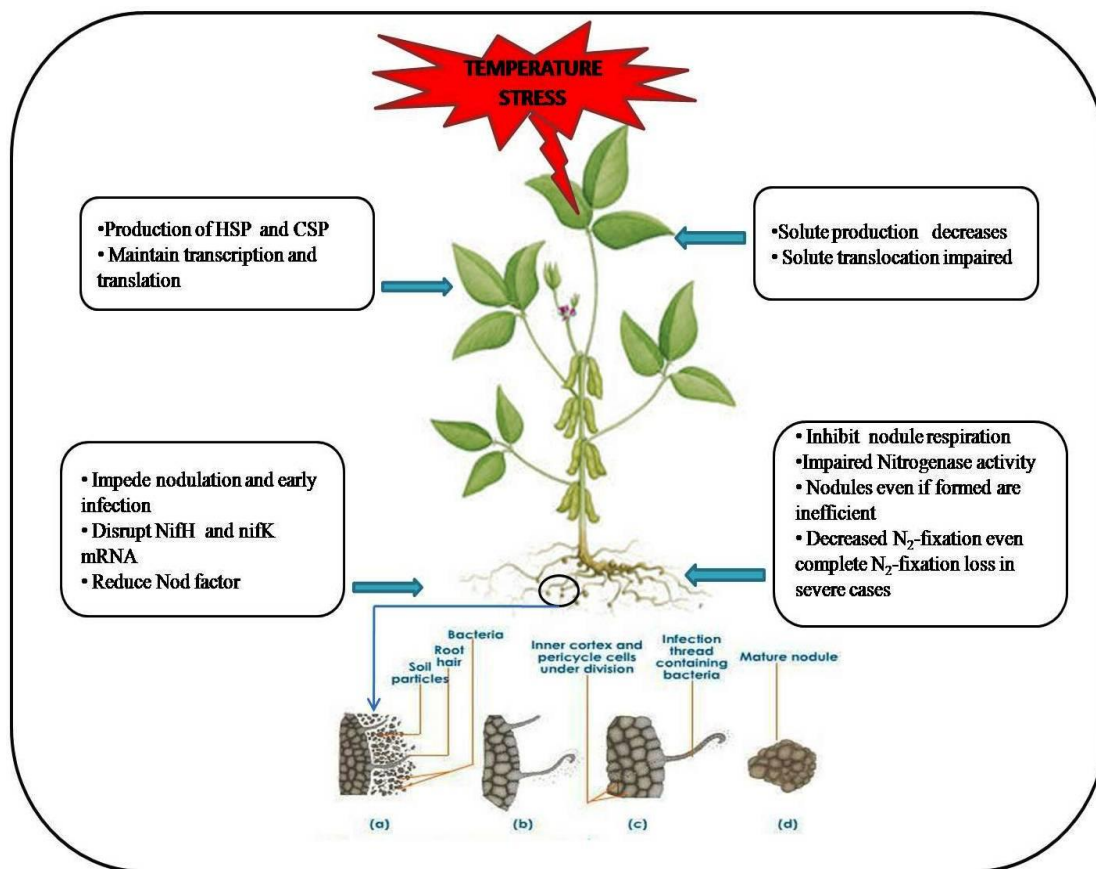 TEMPERATURE
STRESS
•Production of HSP and CSP
• Maintain transcription and
translation
•Solute production decreases
• Solute translocation impaired
• Impede nodulation and early
infection
• Disrupt NifH and nifK
mRNA
• Reduce Nod factor
• Inhibit nodule respiration
•Impaired Nitrogenase activity
• Nodules even if formed are
inefficient
• Decreased N₂-fixation even
complete N₂-fixation loss in
severe cases
Soil
particles
Root
hair
Bacteria
Inner cortex and
pericycle cells
under division
Infection
thread
containing
bacteria
Mature nodule
(a)
(b)
(c)
(d)